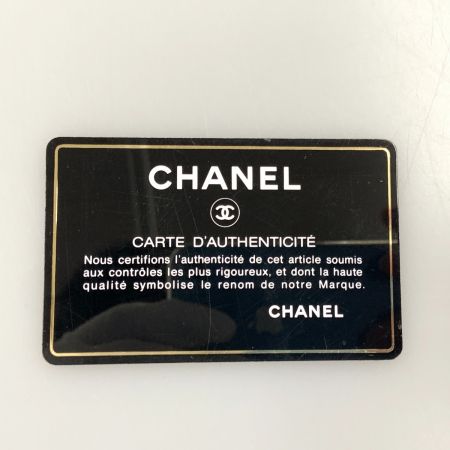 CHANEL
CARTE D'AUTHENTICITÉ
Nous certifions l'authenticité de cet article soumis
aux contrôles les plus rigoureux, et dont la haute
qualité symbolise le renom de notre Marque.
CHANEL